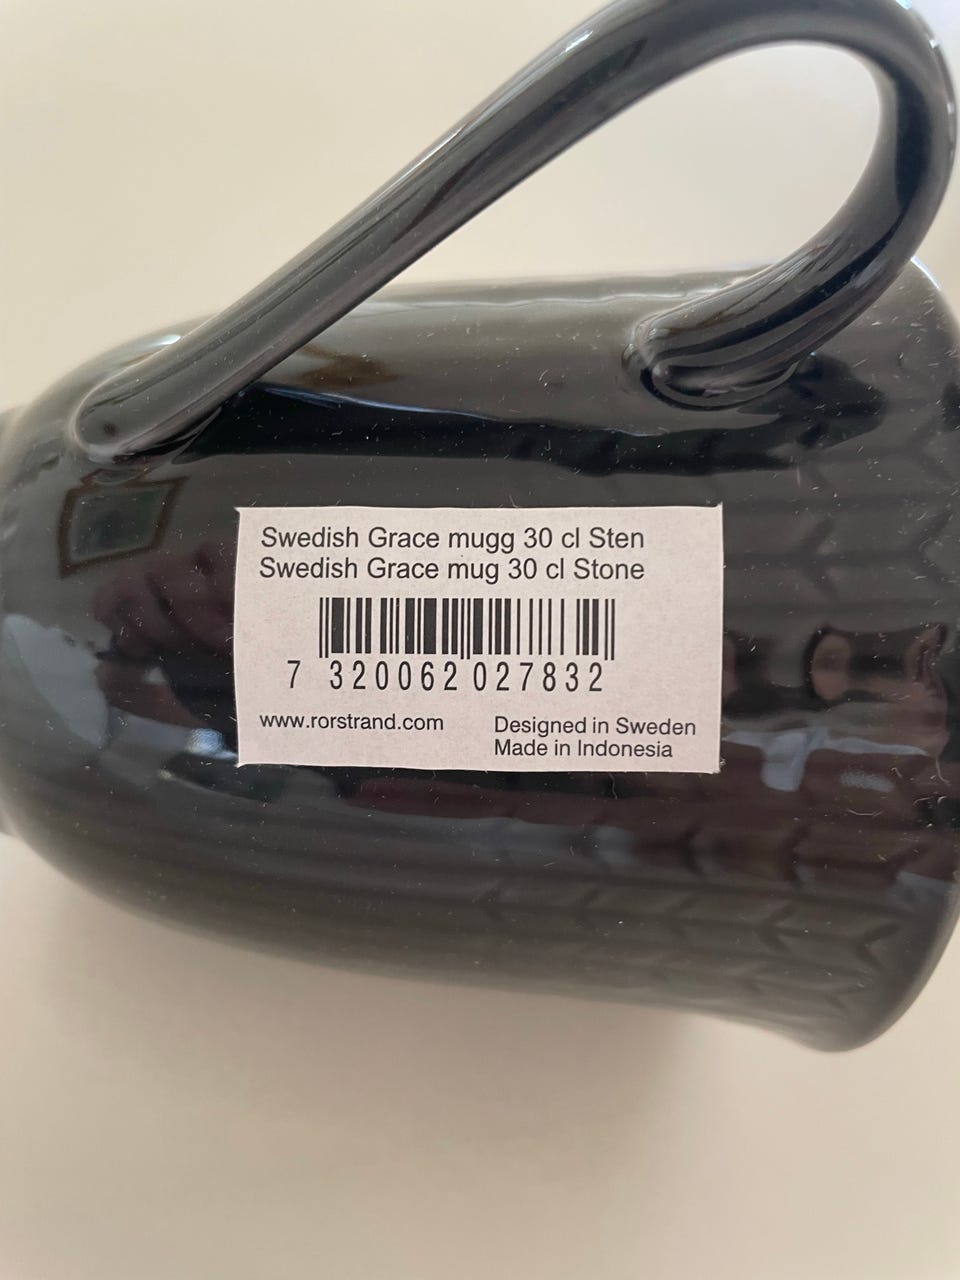 Swedish Grace mugg 30 cl Sten
Swedish Grace mug 30 cl Stone
7 320062 027832
www.rorstrand.com
Designed in Sweden
Made in Indonesia